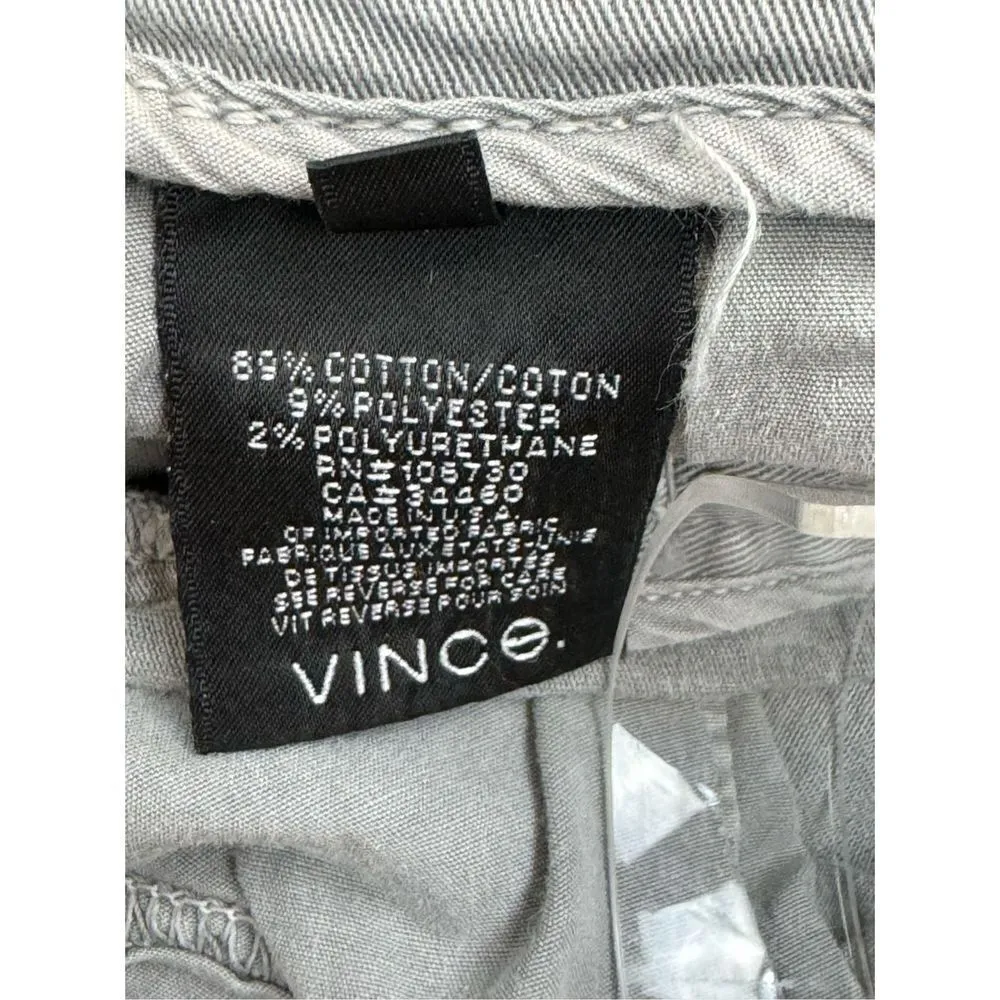 89% COTTON/COTON
9% POLYESTER
2% POLYURETHANE
RN#108730
CA#34460
MADE IN U.S.A.
OF IMPORTED FABRIC
FABRIQUE AUX ETATS UNIS
DE TISSUS IMPORTES
SEE REVERSE FOR CARE
VIT REVERSE POUR SOIN
VINCE.